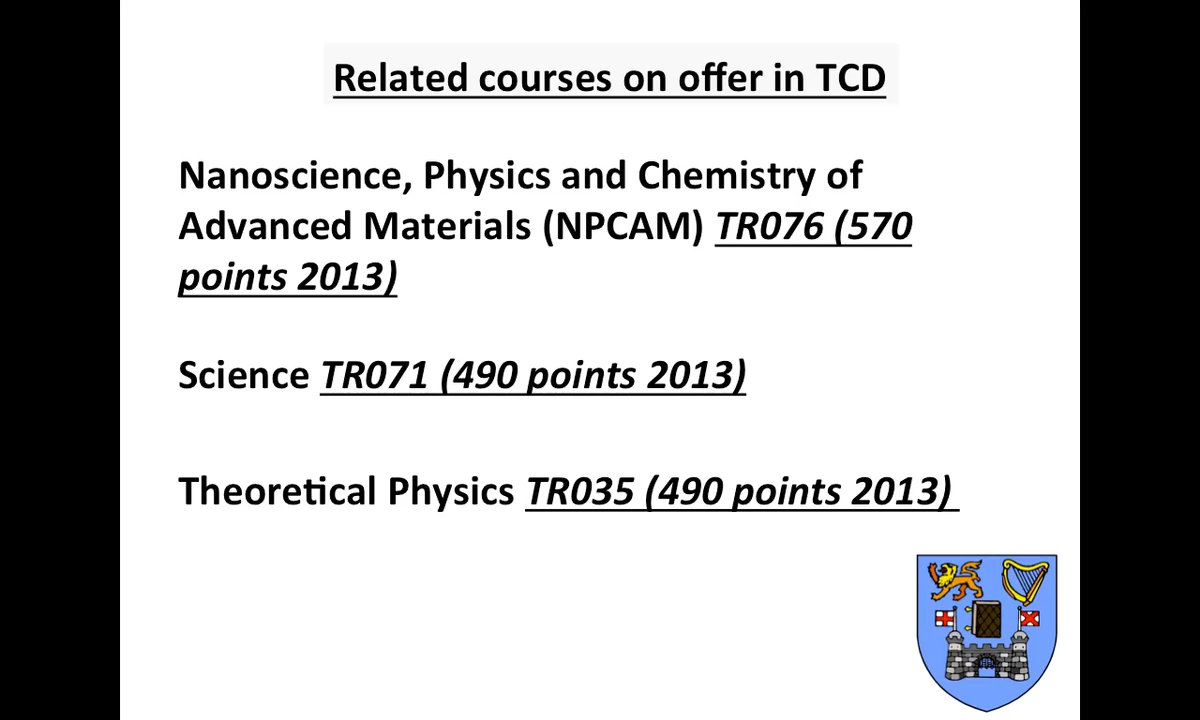 Related courses on offer in TCD
Nanoscience, Physics and Chemistry of
Advanced Materials (NPCAM) TR076 (570
points 2013)
Science TR071 (490 points 2013)
Theoretical Physics TR035 (490 points 2013)